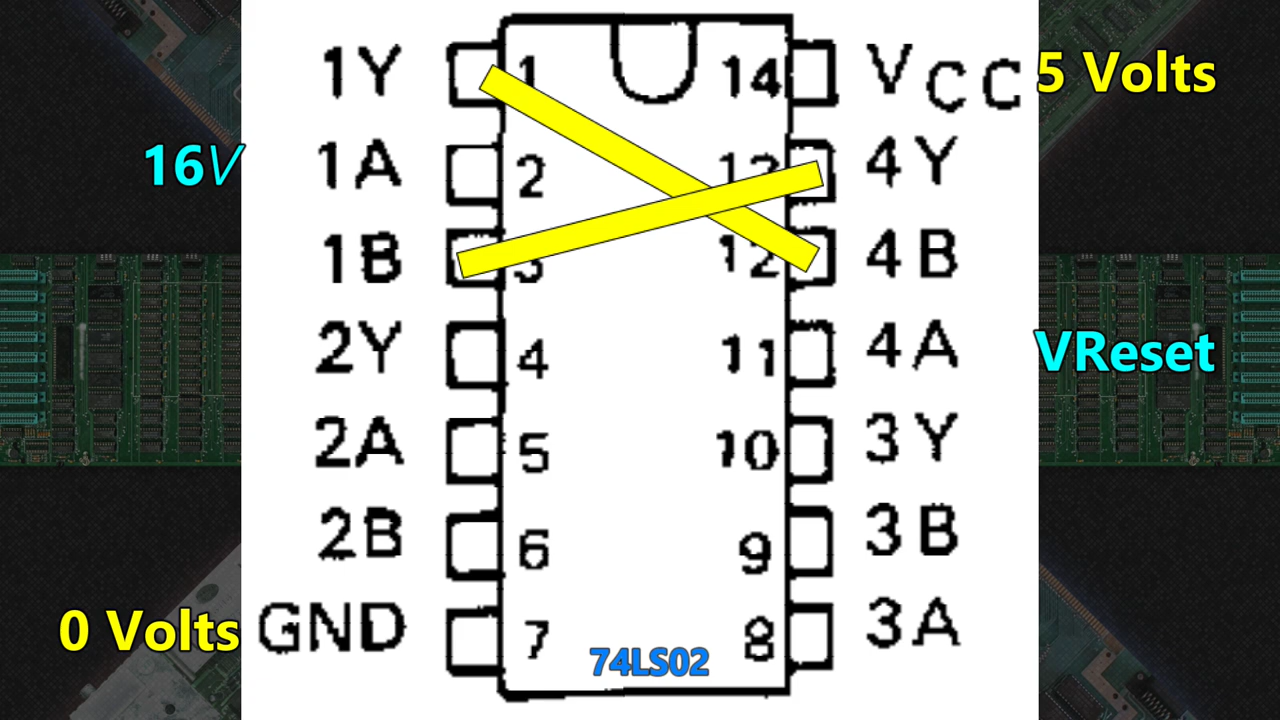 1Y 1 14 VCC 5 Volts
16V 1A 2 13 4Y
1B 3 12 4B
2Y 4 11 4A VReset
2A 5 10 3Y
2B 6 9 3B
0 Volts GND 7 8 3A
74LS02